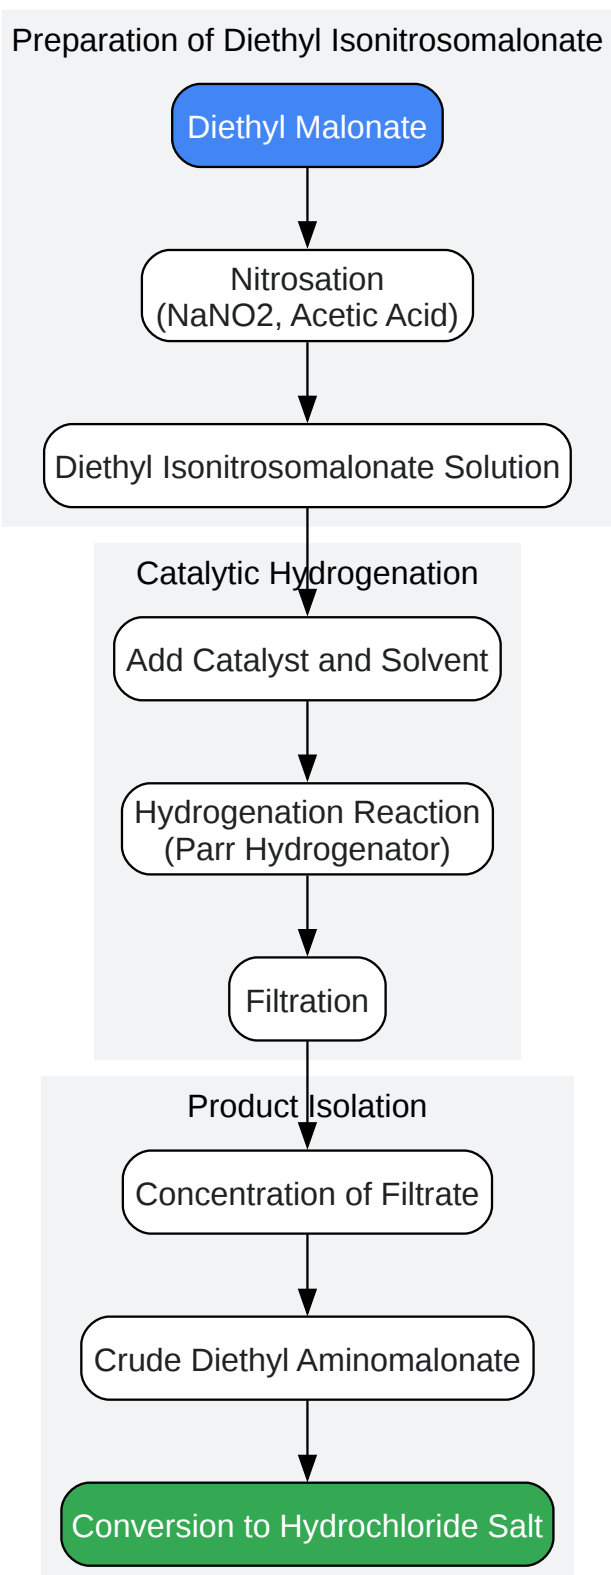 Preparation of Diethyl Isonitrosomalonate
Diethyl Malonate
Nitrosation
(NaNO2, Acetic Acid)
Diethyl Isonitrosomalonate Solution
Catalytic Hydrogenation
Add Catalyst and Solvent
Hydrogenation Reaction
(Parr Hydrogenator)
Filtration
Product Isolation
Concentration of Filtrate
Crude Diethyl Aminomalonate
Conversion to Hydrochloride Salt